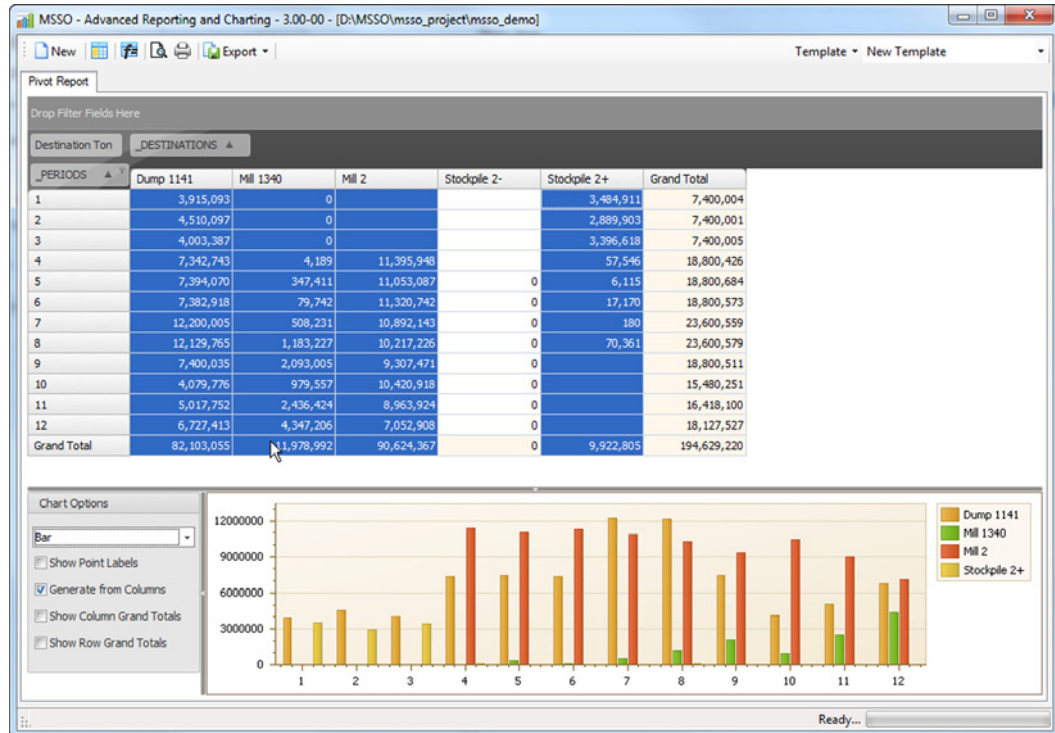 MSSO - Advanced Reporting and Charting - 3.00-00 - [D:\MSSO\msso_project\msso_demo]
New Export Template New Template
Pivot Report
Drop Filter Fields Here
Destination Ton _DESTINATIONS
_PERIODS Dump 1141 Mill 1340 Mill 2 Stockpile 2- Stockpile 2+ Grand Total
1 3,915,093 0 3,484,911 7,400,004
2 4,510,097 0 2,889,903 7,400,001
3 4,003,387 0 3,396,618 7,400,005
4 7,342,743 4,189 11,395,948 57,546 18,800,426
5 7,394,070 347,411 11,053,087 0 6,115 18,800,684
6 7,382,918 79,742 11,320,742 0 17,170 18,800,573
7 12,200,005 508,231 10,892,143 0 180 23,600,559
8 12,129,765 1,183,227 10,217,226 0 70,361 23,600,579
9 7,400,035 2,093,005 9,307,471 0 18,800,511
10 4,079,776 979,557 10,420,918 0 15,480,251
11 5,017,752 2,436,424 8,963,924 0 16,418,100
12 6,727,413 4,347,206 7,052,908 0 18,127,527
Grand Total 82,103,055 11,978,992 90,624,367 0 9,922,805 194,629,220
Chart Options
Bar
Show Point Labels
Generate from Columns
Show Column Grand Totals
Show Row Grand Totals
12000000
9000000
6000000
3000000
0
1 2 3 4 5 6 7 8 9 10 11 12
Dump 1141
Mill 1340
Mill 2
Stockpile 2+
Ready...